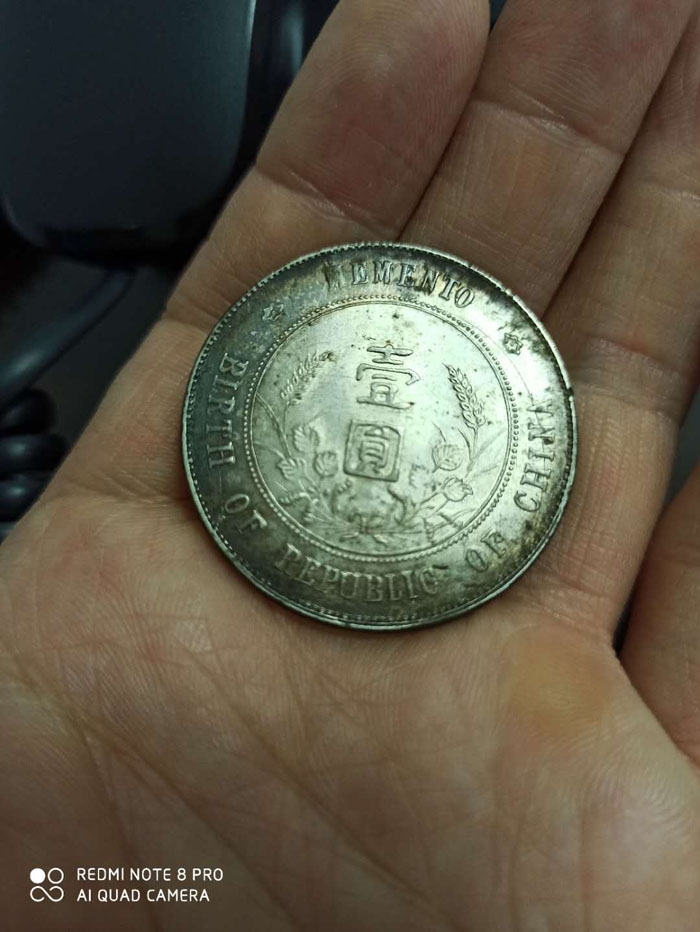 MEMENTO
壹
圓
BIRTH OF REPUBLIC OF CHINA
REDMI NOTE 8 PRO
AI QUAD CAMERA